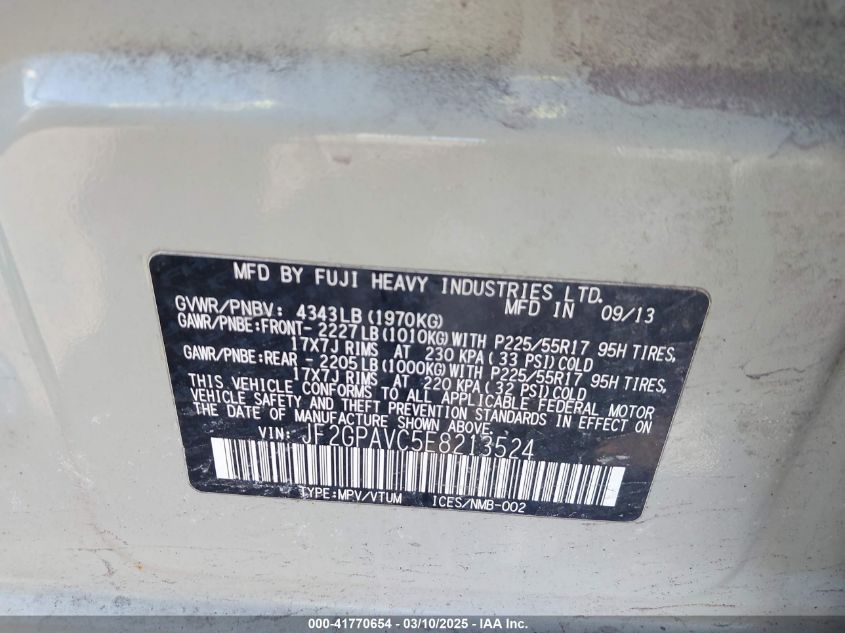 MFD BY FUJI HEAVY INDUSTRIES LTD.
MFD IN 09/13
GVWR/PNBV: 4343LB(1970KG)
GAWR/PNBE:FRONT- 2227LB(1010KG)WITH P225/55R17 95H TIRES,
17X7J RIMS AT 230 KPA(33 PSI)COLD
GAWR/PNBE:REAR - 2205LB(1000KG)WITH P225/55R17 95H TIRES,
17X7J RIMS AT 220 KPA(32 PSI)COLD
THIS VEHICLE CONFORMS TO ALL APPLICABLE FEDERAL MOTOR
VEHICLE SAFETY AND THEFT PREVENTION STANDARDS IN EFFECT ON
THE DATE OF MANUFACTURE SHOWN ABOVE.
VIN: JF2GPAVC5E8213524
TYPE:MPV/VTUM ICES/NMB-002
000-41770654 - 03/10/2025 - IAA Inc.